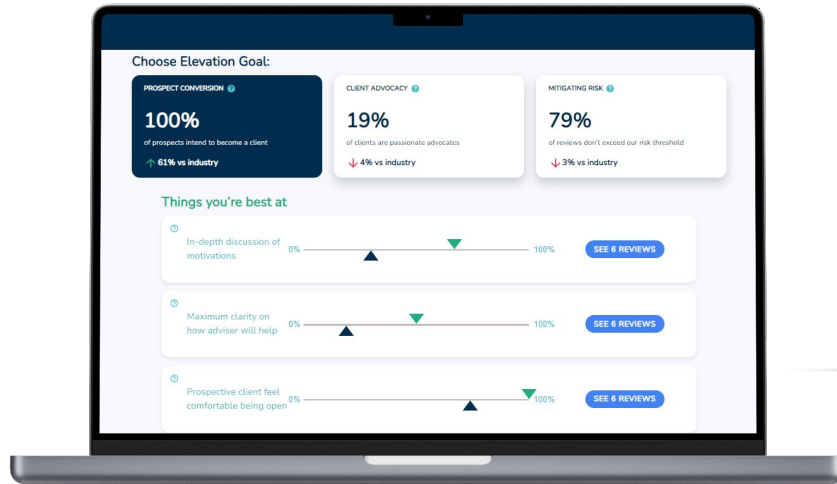 Choose Elevation Goal:
PROSPECT CONVERSION ?
100%
of prospects intend to become a client
↑ 61% vs industry
CLIENT ADVOCACY ?
19%
of clients are passionate advocates
↓ 4% vs industry
MITIGATING RISK ?
79%
of reviews don't exceed our risk threshold
↓ 3% vs industry
Things you're best at
?
In-depth discussion of
motivations
0%
100%
SEE 6 REVIEWS
?
Maximum clarity on
how adviser will help
0%
100%
SEE 6 REVIEWS
?
Prospective client feel
comfortable being open
0%
100%
SEE 6 REVIEWS